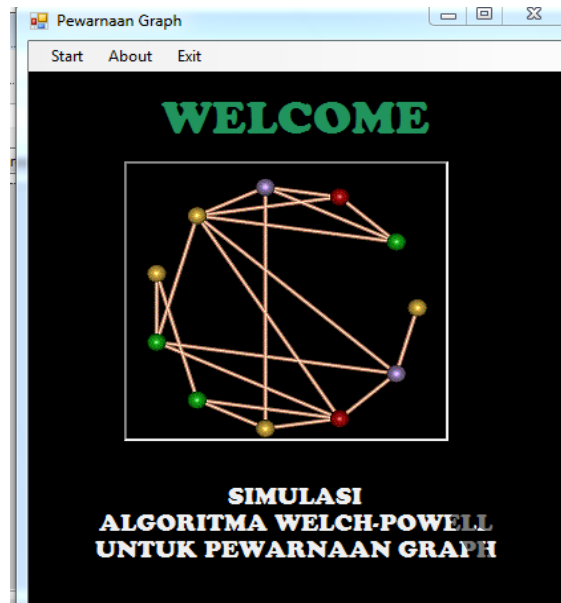 Pewarnaan Graph
Start About Exit
WELCOME
SIMULASI
ALGORITMA WELCH-POWELL
UNTUK PEWARNAAN GRAPH